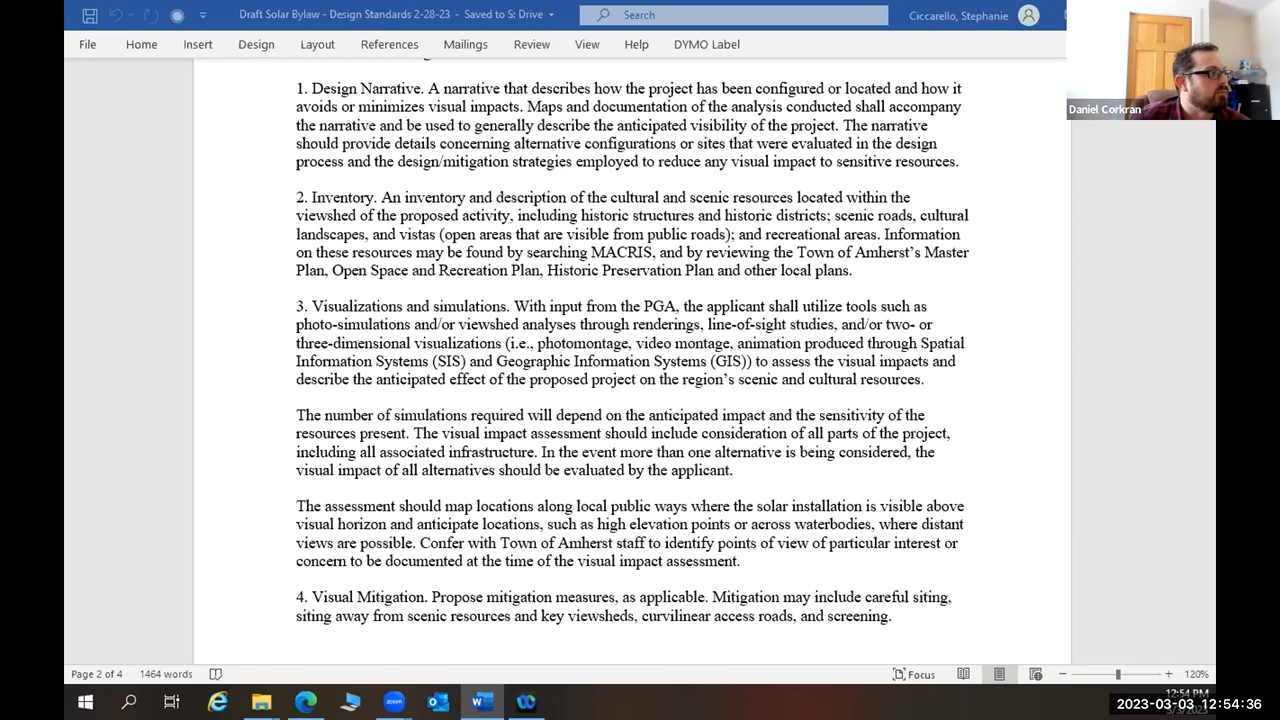 Draft Solar Bylaw - Design Standards 2-28-23 - Saved to S: Drive
Search
Ciccarello, Stephanie
File Home Insert Design Layout References Mailings Review View Help DYMO Label
Daniel Corkran
1. Design Narrative. A narrative that describes how the project has been configured or located and how it
avoids or minimizes visual impacts. Maps and documentation of the analysis conducted shall accompany
the narrative and be used to generally describe the anticipated visibility of the project. The narrative
should provide details concerning alternative configurations or sites that were evaluated in the design
process and the design/mitigation strategies employed to reduce any visual impact to sensitive resources.
2. Inventory. An inventory and description of the cultural and scenic resources located within the
viewshed of the proposed activity, including historic structures and historic districts; scenic roads, cultural
landscapes, and vistas (open areas that are visible from public roads); and recreational areas. Information
on these resources may be found by searching MACRIS, and by reviewing the Town of Amherst's Master
Plan, Open Space and Recreation Plan, Historic Preservation Plan and other local plans.
3. Visualizations and simulations. With input from the PGA, the applicant shall utilize tools such as
photo-simulations and/or viewshed analyses through renderings, line-of-sight studies, and/or two- or
three-dimensional visualizations (i.e., photomontage, video montage, animation produced through Spatial
Information Systems (SIS) and Geographic Information Systems (GIS)) to assess the visual impacts and
describe the anticipated effect of the proposed project on the region's scenic and cultural resources.
The number of simulations required will depend on the anticipated impact and the sensitivity of the
resources present. The visual impact assessment should include consideration of all parts of the project,
including all associated infrastructure. In the event more than one alternative is being considered, the
visual impact of all alternatives should be evaluated by the applicant.
The assessment should map locations along local public ways where the solar installation is visible above
visual horizon and anticipate locations, such as high elevation points or across waterbodies, where distant
views are possible. Confer with Town of Amherst staff to identify points of view of particular interest or
concern to be documented at the time of the visual impact assessment.
4. Visual Mitigation. Propose mitigation measures, as applicable. Mitigation may include careful siting,
siting away from scenic resources and key viewsheds, curvilinear access roads, and screening.
Page 2 of 4 1464 words Focus 120%
zoom
12:54 PM
2023-03-03 12:54:36